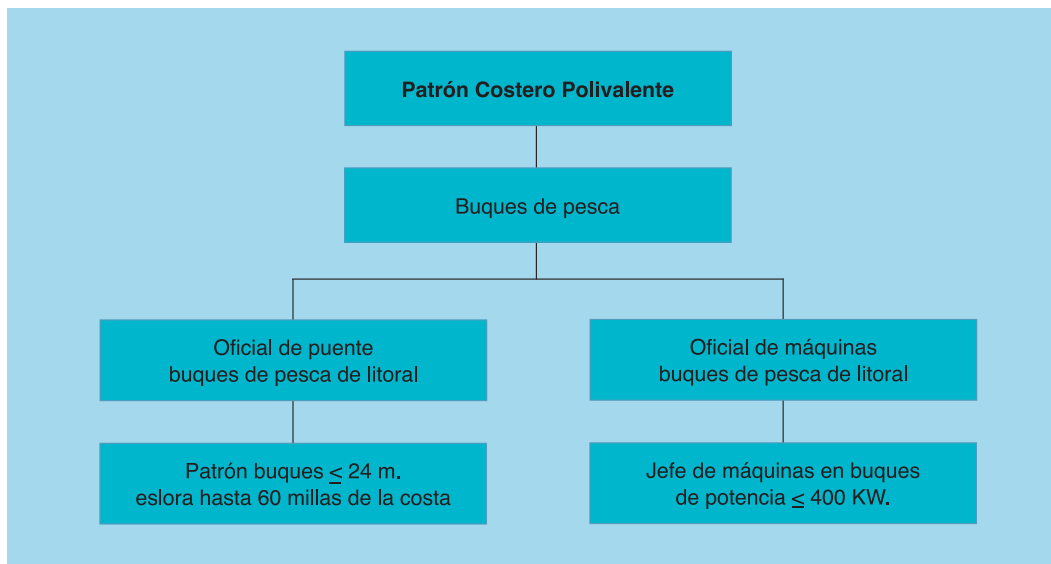 Patrón Costero Polivalente
Buques de pesca
Oficial de puente
buques de pesca de litoral
Oficial de máquinas
buques de pesca de litoral
Patrón buques ≤ 24 m.
eslora hasta 60 millas de la costa
Jefe de máquinas en buques
de potencia ≤ 400 KW.